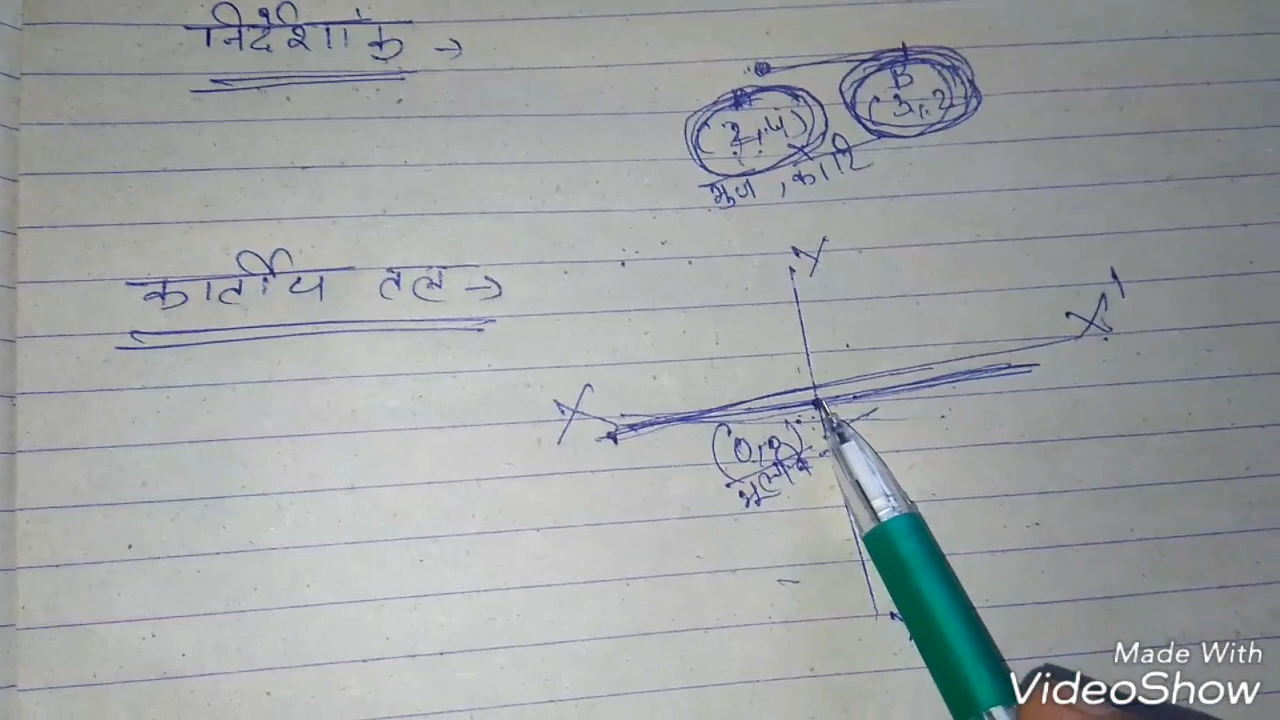 निर्देशांक →
B
(3,2
(2,4)
भुज , कोटि
कार्तीय तल →
Y
X'
X
(0,0)
मूलबि
Made With
VideoShow